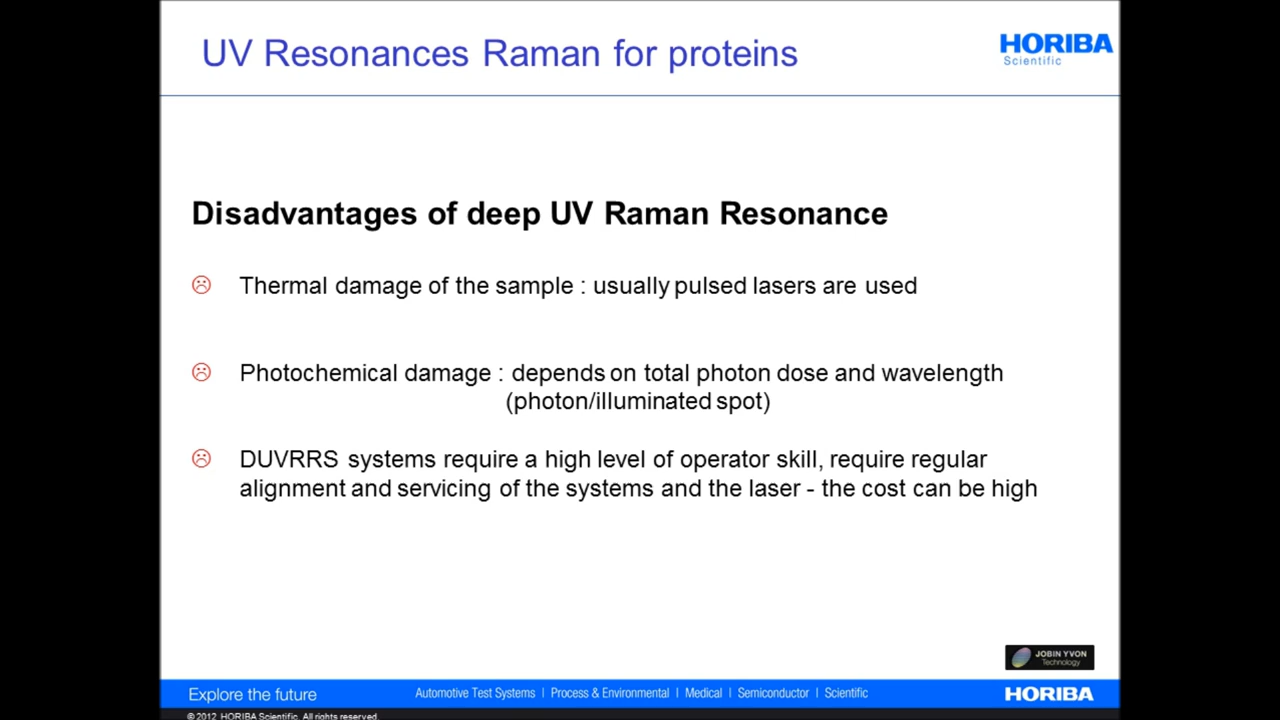 UV Resonances Raman for proteins
HORIBA
Scientific
Disadvantages of deep UV Raman Resonance
Thermal damage of the sample : usually pulsed lasers are used
Photochemical damage : depends on total photon dose and wavelength
(photon/illuminated spot)
DUVRRS systems require a high level of operator skill, require regular
alignment and servicing of the systems and the laser - the cost can be high
JOBIN YVON
Technology
Explore the future
Automotive Test Systems | Process & Environmental | Medical | Semiconductor | Scientific
HORIBA
© 2012 HORIBA Scientific. All rights reserved.